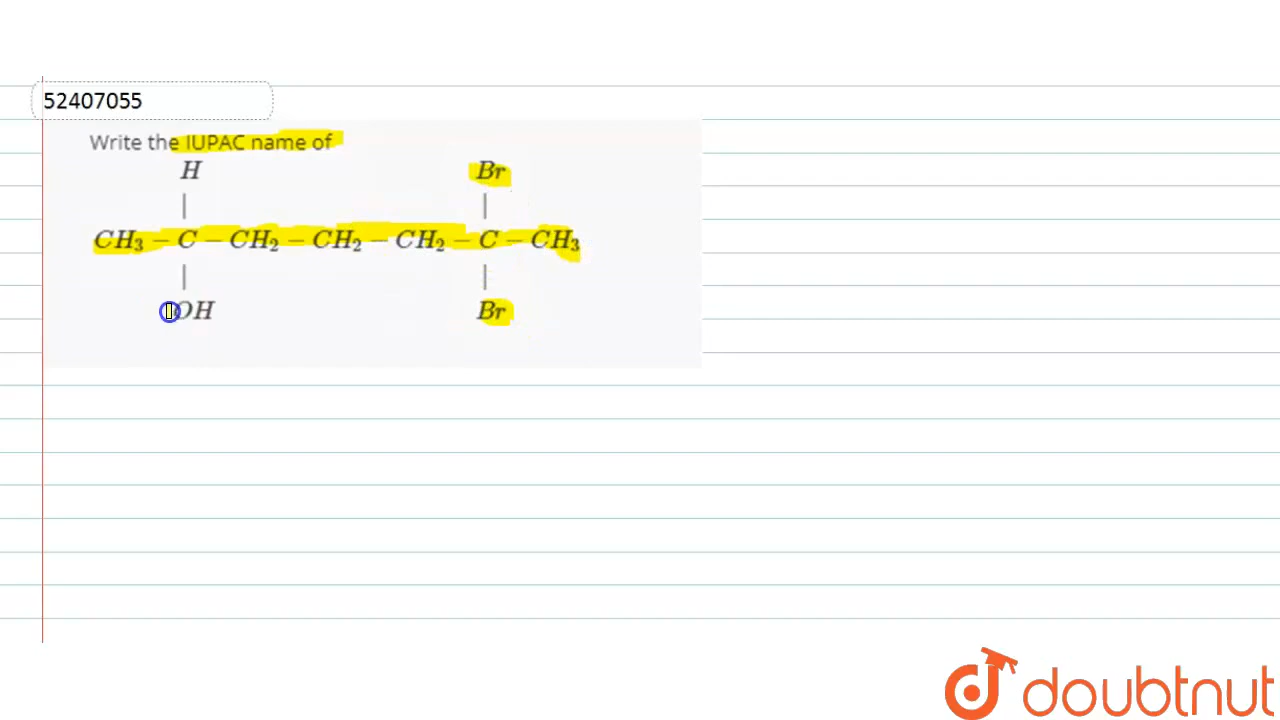 52407055
Write the IUPAC name of
H Br
| |
CH₃ − C − CH₂ − CH₂ − CH₂ − C − CH₃
| |
OH Br
doubtnut